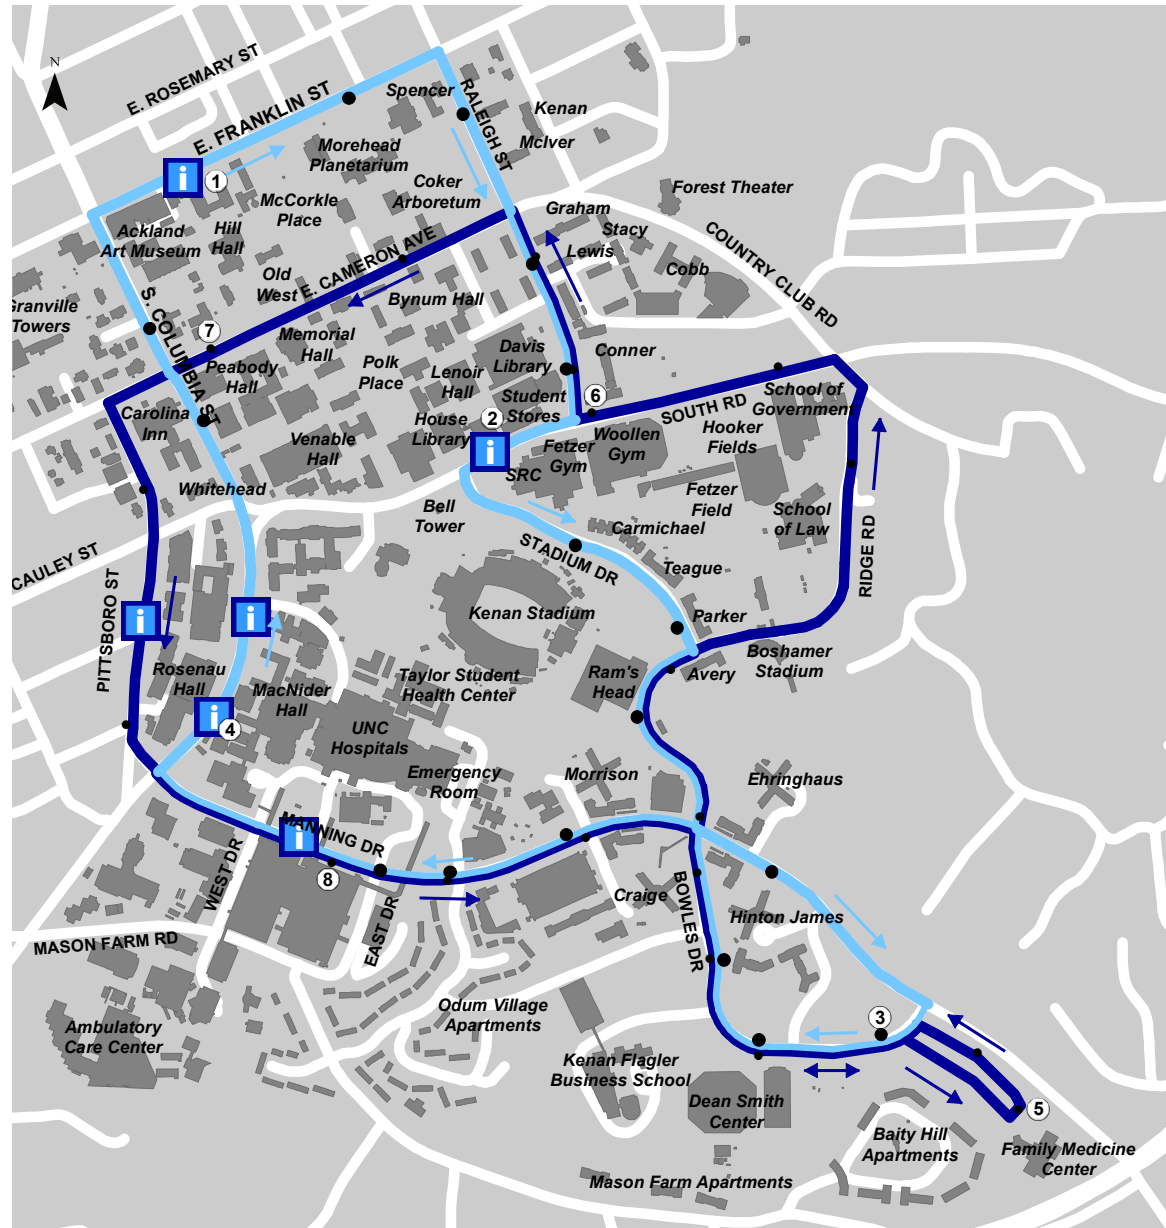 N
E. ROSEMARY ST
E. FRANKLIN ST
Spencer
RALEIGH ST
Kenan
McIver
Morehead
Planetarium
i
1
Coker
Arboretum
McCorkle
Place
Forest Theater
Graham
Stacy
Ackland
Art Museum
Hill
Hall
COUNTRY CLUB RD
Lewis
Cobb
Old
West
E. CAMERON AVE
Bynum Hall
Granville
Towers
S. COLUMBIA ST
7
Memorial
Hall
Peabody
Hall
Polk
Place
Davis
Library
Conner
Lenoir
Hall
Student
Stores
6
School of
Government
SOUTH RD
Carolina
Inn
House
Library
2
i
Venable
Hall
Fetzer
Gym
Woollen
Gym
Hooker
Fields
SRC
Whitehead
Fetzer
Field
Bell
Tower
School
of Law
Carmichael
STADIUM DR
CAULEY ST
RIDGE RD
Teague
PITTSBORO ST
i
i
Kenan Stadium
Parker
Boshamer
Stadium
Rosenau
Hall
MacNider
Hall
Taylor Student
Health Center
Ram's
Head
Avery
i
4
UNC
Hospitals
Emergency
Room
Morrison
Ehringhaus
i
MANNING DR
8
WEST DR
EAST DR
Craige
BOWLES DR
Hinton James
MASON FARM RD
Odum Village
Apartments
3
Ambulatory
Care Center
Kenan Flagler
Business School
Dean Smith
Center
5
Baity Hill
Apartments
Family Medicine
Center
Mason Farm Apartments